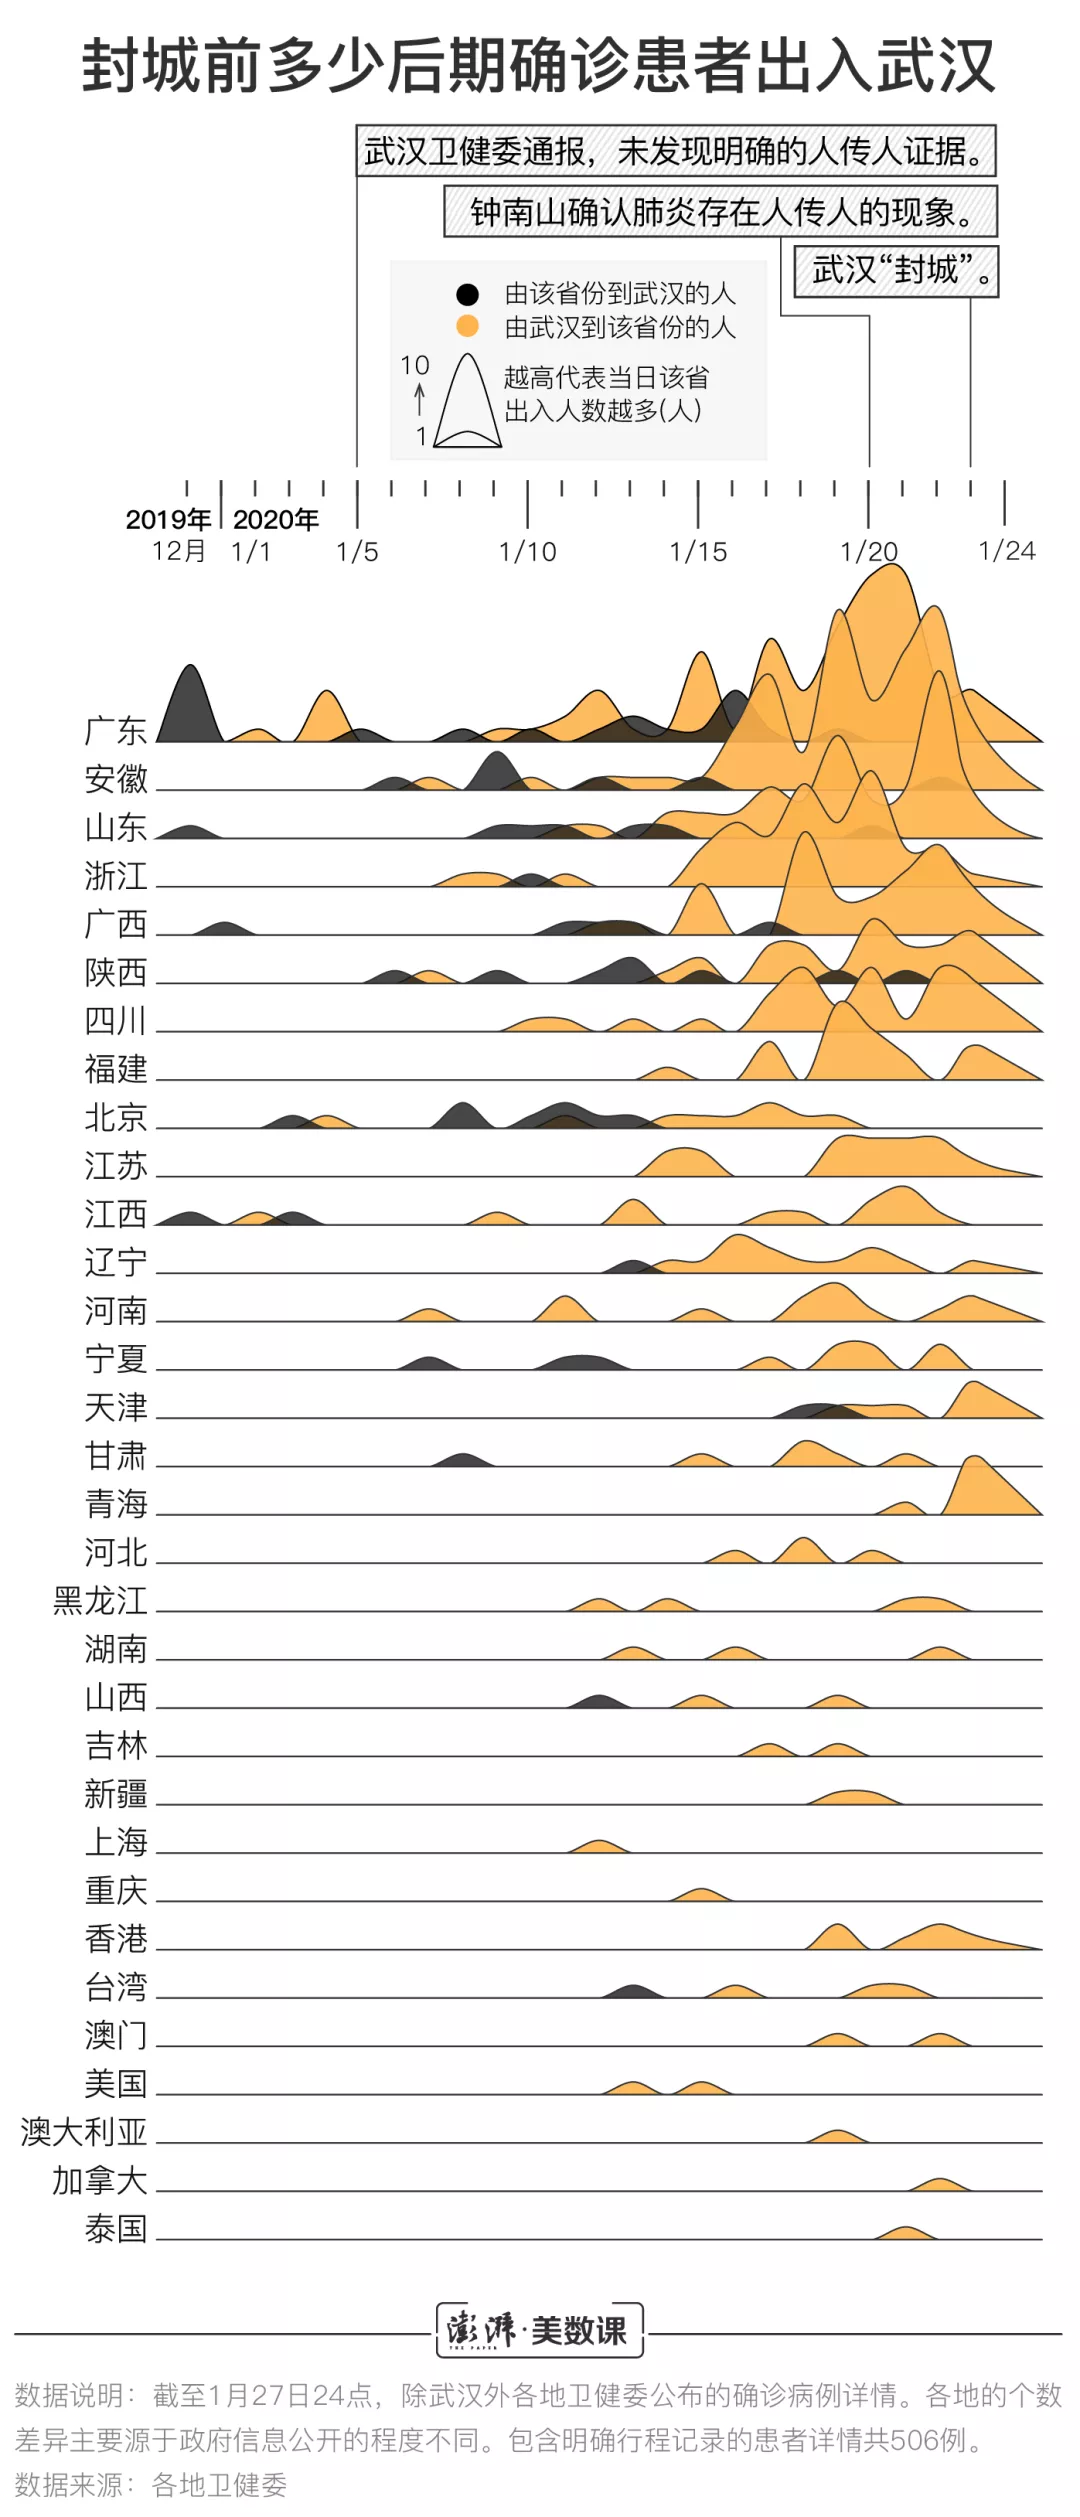 封城前多少后期确诊患者出入武汉
武汉卫健委通报，未发现明确的人传人证据。
钟南山确认肺炎存在人传人的现象。
武汉“封城”。
由该省份到武汉的人
由武汉到该省份的人
10
1
越高代表当日该省
出入人数越多(人)
2019年 2020年
12月 1/1 1/5 1/10 1/15 1/20 1/24
广东
安徽
山东
浙江
广西
陕西
四川
福建
北京
江苏
江西
辽宁
河南
宁夏
天津
甘肃
青海
河北
黑龙江
湖南
山西
吉林
新疆
上海
重庆
香港
台湾
澳门
美国
澳大利亚
加拿大
泰国
澎湃·美数课
THE PAPER
数据说明：截至1月27日24点，除武汉外各地卫健委公布的确诊病例详情。各地的个数
差异主要源于政府信息公开的程度不同。包含明确行程记录的患者详情共506例。
数据来源：各地卫健委